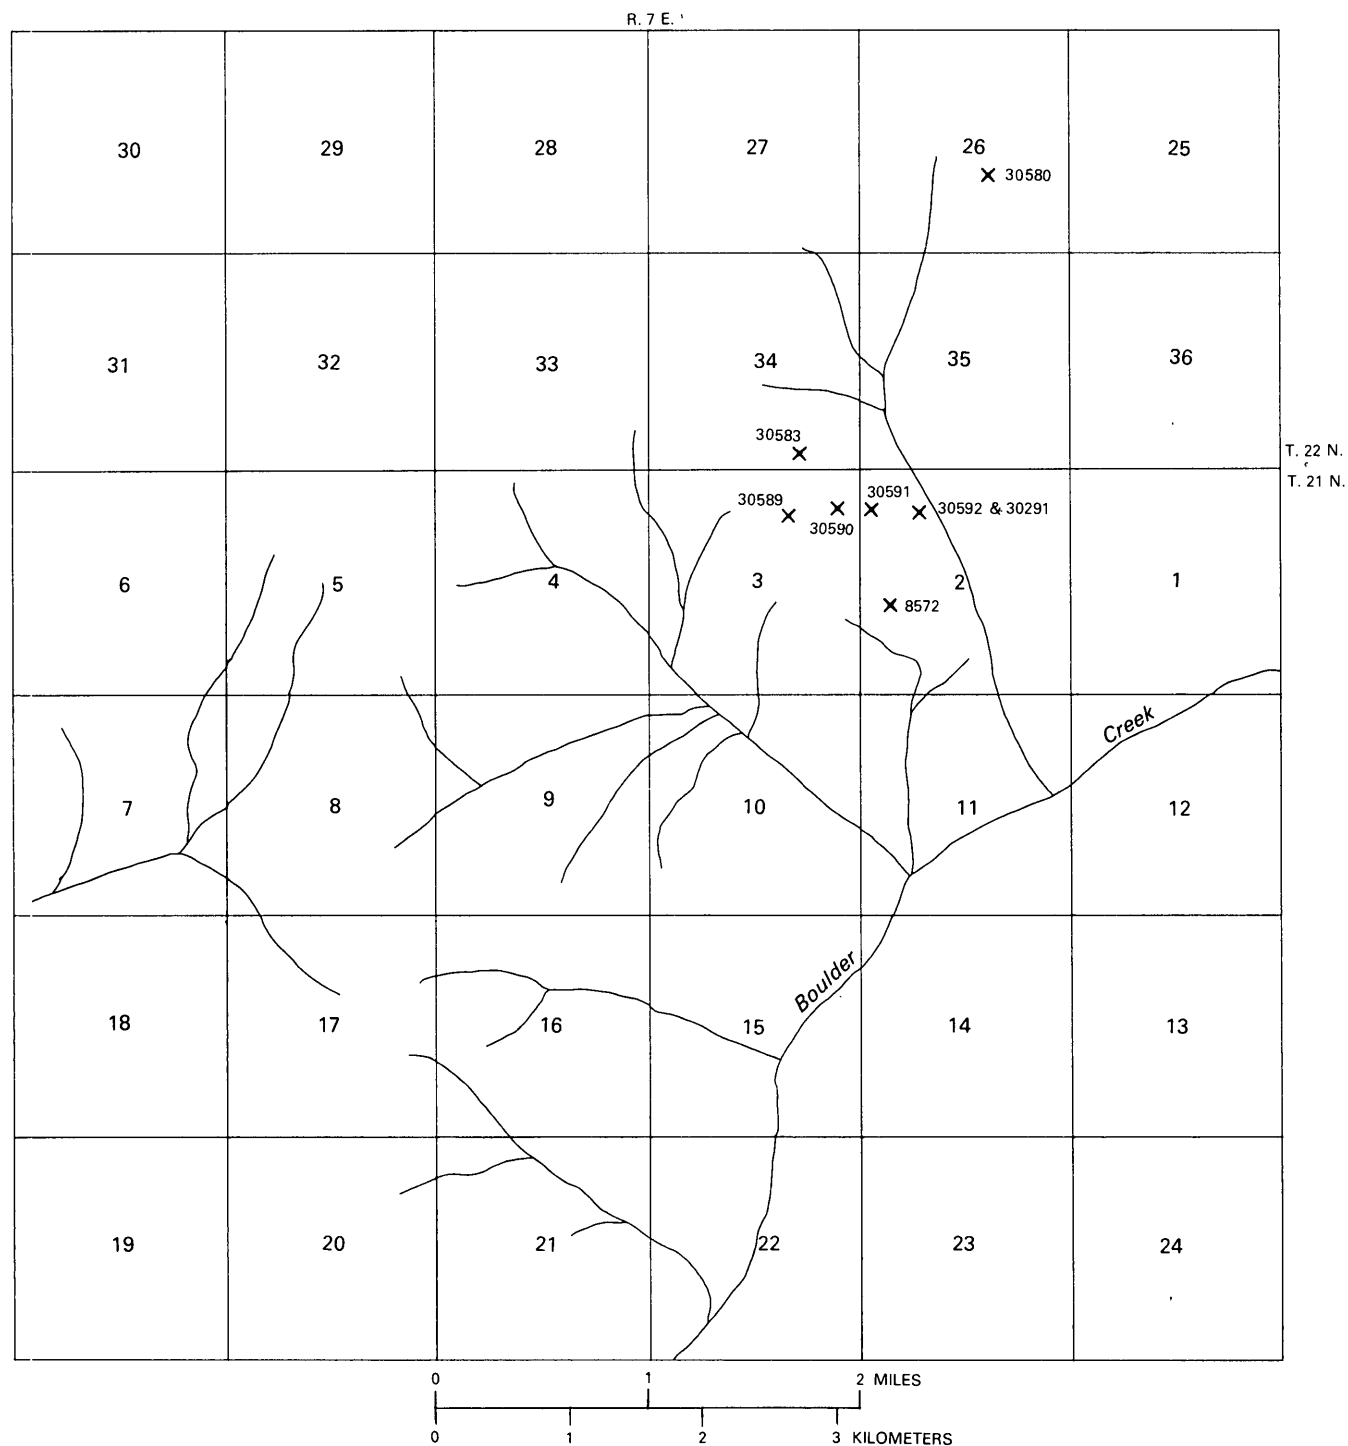 R. 7 E.
30 29 28 27 26 25
30580
31 32 33 34 35 36
30583
T. 22 N.
T. 21 N.
30589 30590 30591 30592 & 30291
6 5 4 3 2 1
8572
Creek
7 8 9 10 11 12
Boulder
18 17 16 15 14 13
19 20 21 22 23 24
0 1 2 MILES
0 1 2 3 KILOMETERS